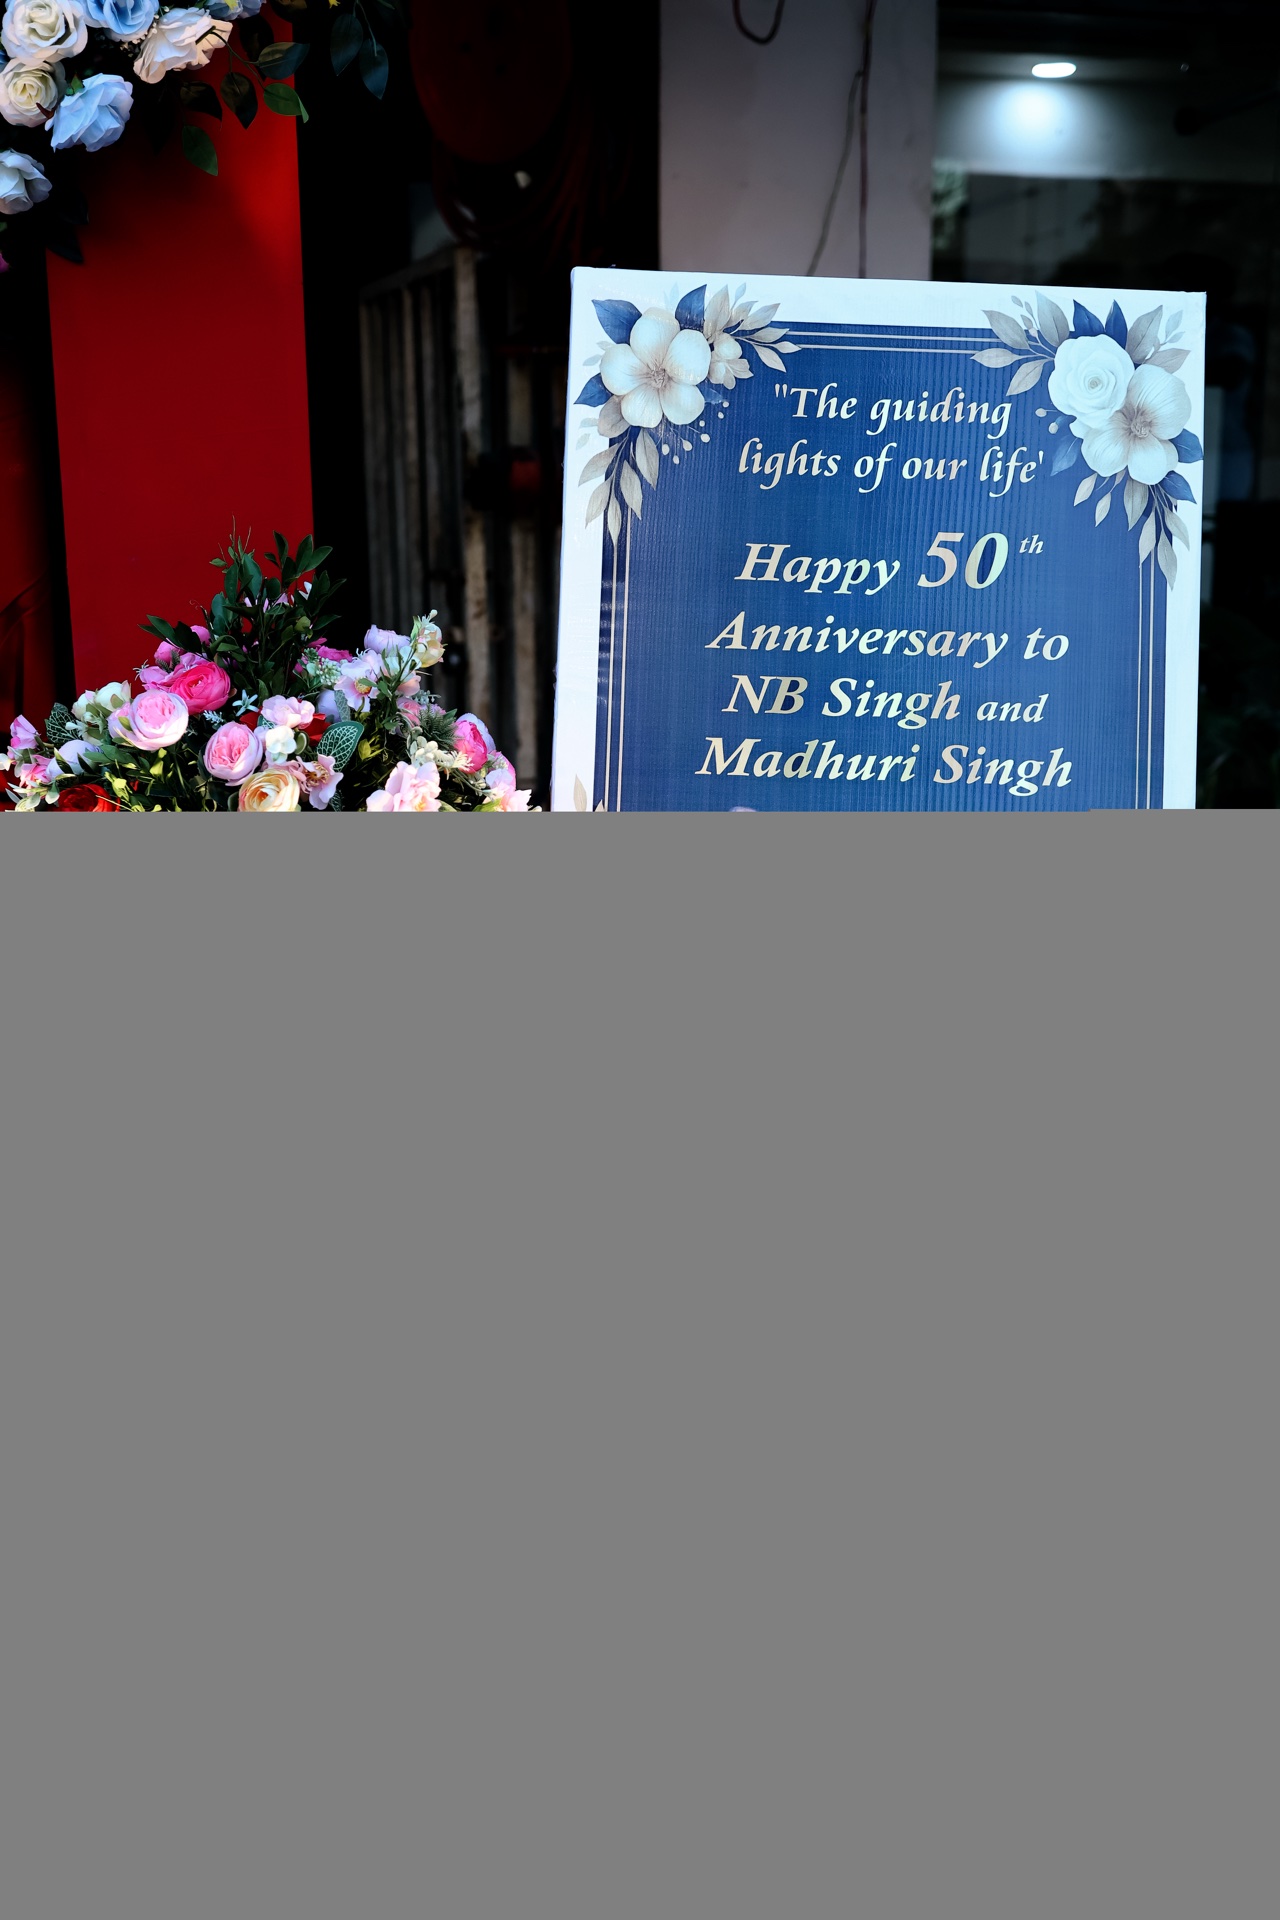 "The guiding
lights of our life'
Happy 50th
Anniversary to
NB Singh and
Madhuri Singh